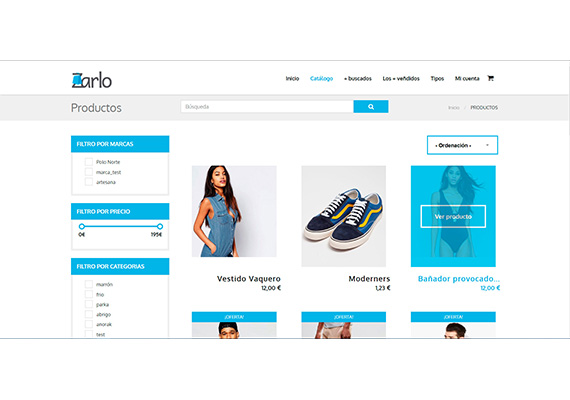 Zarlo
Inicio Catálogo + buscados Los + vefididos Tipos Mi cuenta
Productos
Búsqueda
Inicio / PRODUCTOS
FILTRO POR MARCAS
Polo Norte
marca_test
artesana
• Ordenación •
FILTRO POR PRECIO
0€ 195€
Ver producto
FILTRO POR CATEGORIAS
marrón
frio
parka
abrigo
anorak
test
Vestido Vaquero
12,00 €
Moderners
1,23 €
Bañador provocado...
12,00 €
¡OFERTA!
¡OFERTA!
¡OFERTA!